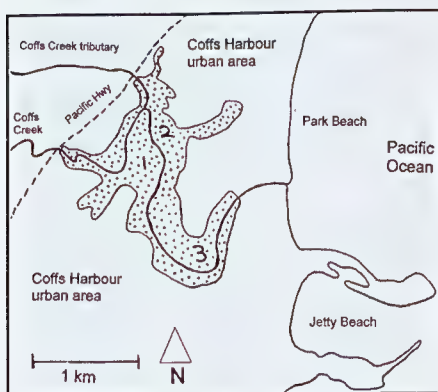 Coffs Creek tributary
Coffs Harbour
urban area
Pacific Hwy
Coffs
Creek
Park Beach
Pacific
Ocean
2
1
3
Coffs Harbour
urban area
Jetty Beach
1 km
N